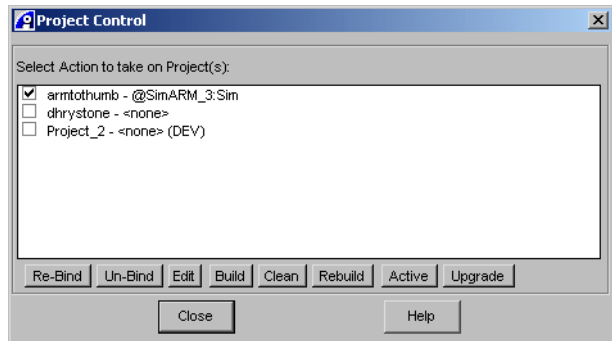 Project Control
Select Action to take on Project(s):
armtothumb - @SimARM_3:Sim
dhrystone - <none>
Project_2 - <none> (DEV)
Re-Bind Un-Bind Edit Build Clean Rebuild Active Upgrade
Close Help